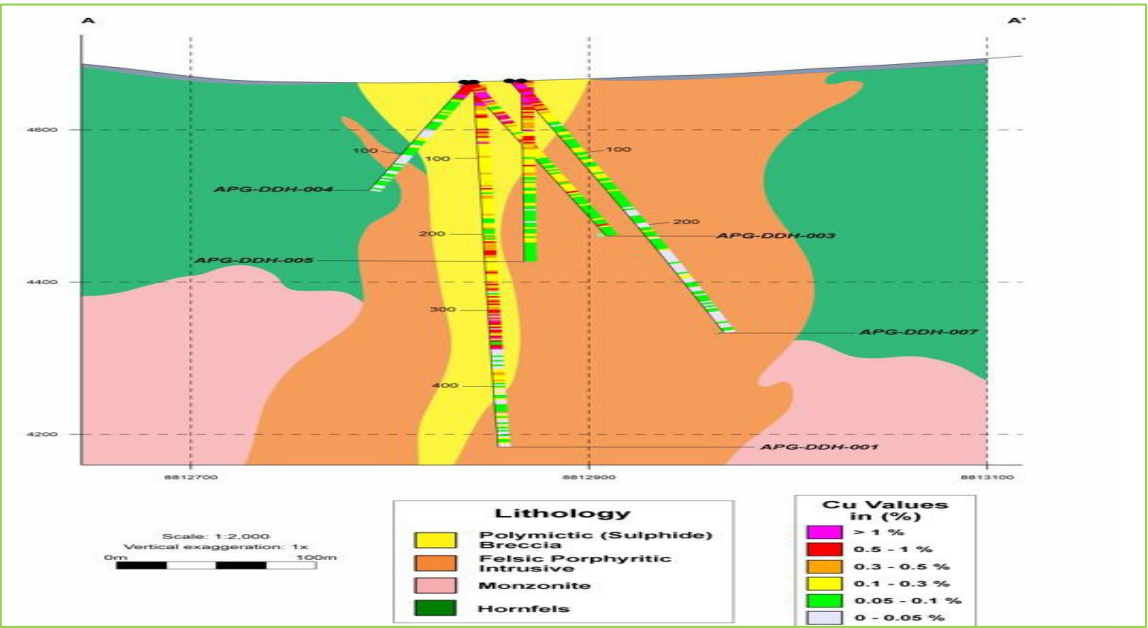 A A'
4600
100 100 100
APG-DDH-004
200 200 APG-DDH-003
APG-DDH-005
4400
300 APG-DDH-007
400
4200 APG-DDH-001
8812700 8812900 8813100
Scale: 1:2,000
Vertical exaggeration: 1x
0m 100m
Lithology
Polymictic (Sulphide)
Breccia
Felsic Porphyritic
Intrusive
Monzonite
Hornfels
Cu Values
in (%)
> 1 %
0.5 - 1 %
0.3 - 0.5 %
0.1 - 0.3 %
0.05 - 0.1 %
0 - 0.05 %